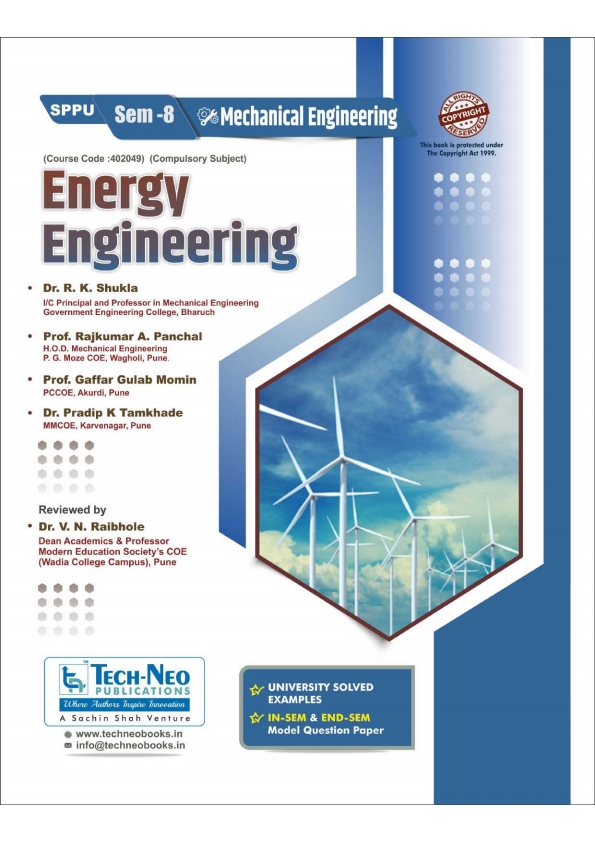 SPPU
Sem -8
Mechanical Engineering
ALL RIGHTS
COPYRIGHT
RESERVED
This book is protected under
The Copyright Act 1999.
(Course Code :402049) (Compulsory Subject)
Energy
Engineering
• Dr. R. K. Shukla
I/C Principal and Professor in Mechanical Engineering
Government Engineering College, Bharuch
• Prof. Rajkumar A. Panchal
H.O.D. Mechanical Engineering
P. G. Moze COE, Wagholi, Pune.
• Prof. Gaffar Gulab Momin
PCCOE, Akurdi, Pune
• Dr. Pradip K Tamkhade
MMCOE, Karvenagar, Pune
Reviewed by
• Dr. V. N. Raibhole
Dean Academics & Professor
Modern Education Society's COE
(Wadia College Campus), Pune
TECH-NEO
PUBLICATIONS
Where Authors Inspire Innovation
A Sachin Shah Venture
www.techneobooks.in
info@techneobooks.in
UNIVERSITY SOLVED
EXAMPLES
IN-SEM & END-SEM
Model Question Paper